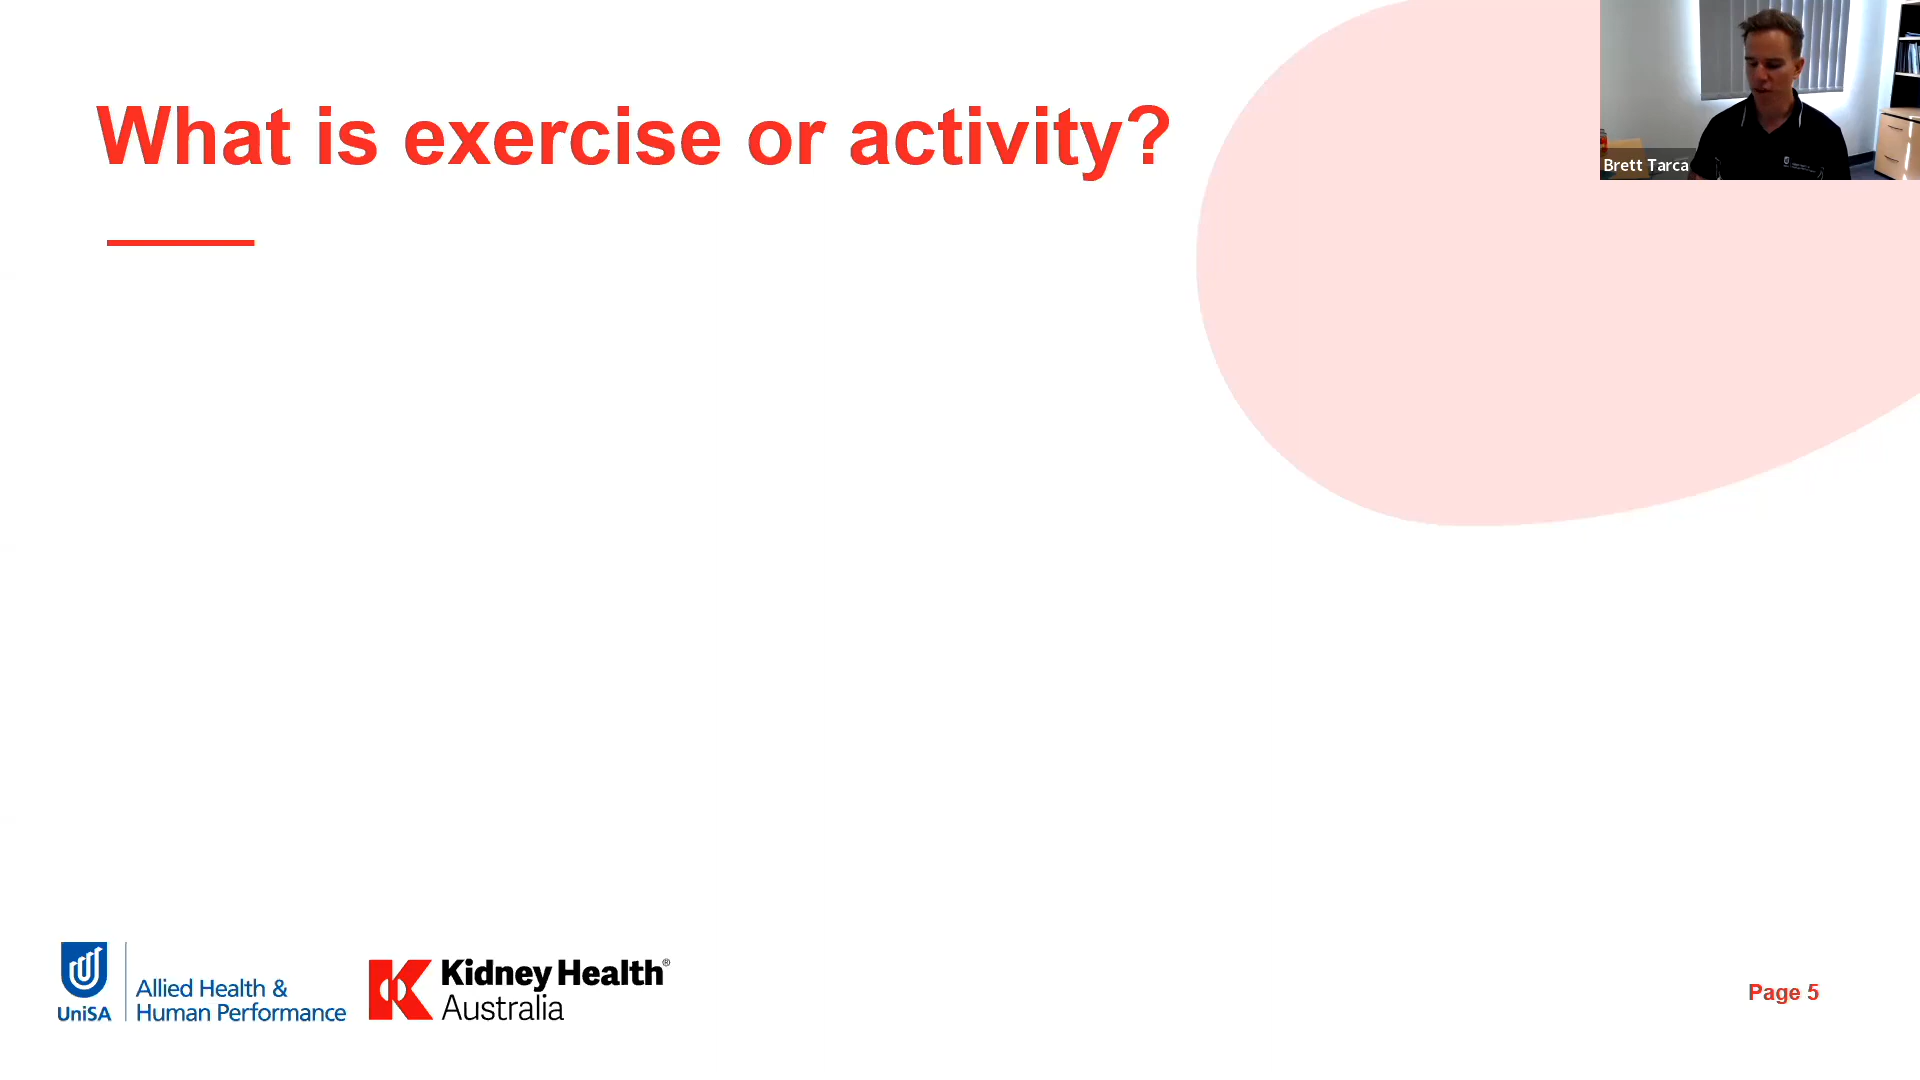 What is exercise or activity?
Brett Tarca
UniSA
Allied Health &
Human Performance
Kidney Health®
Australia
Page 5